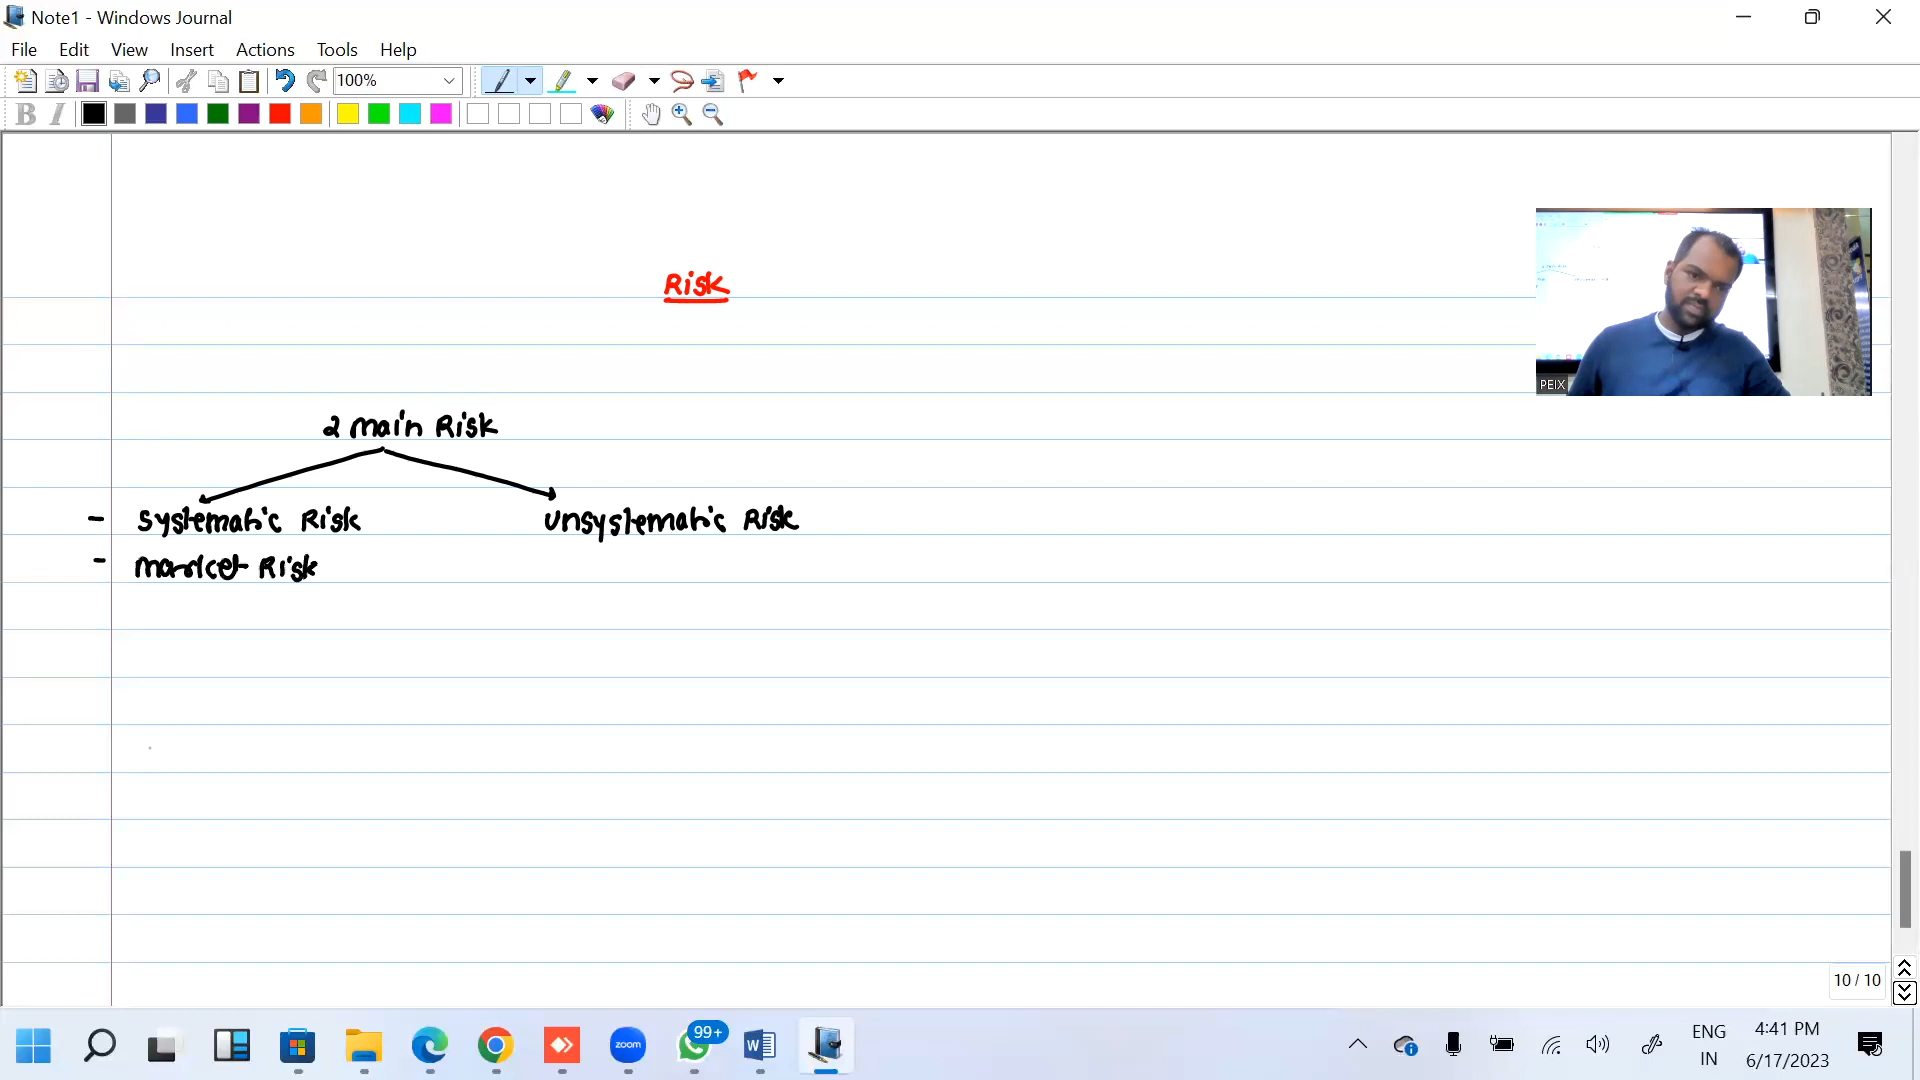 Note1 - Windows Journal
File Edit View Insert Actions Tools Help
100%
B I
Risk
PEIX
2 main Risk
- Systematic Risk
Unsystematic Risk
- Market Risk
10 / 10
99+
zoom
W
ENG
IN
4:41 PM
6/17/2023